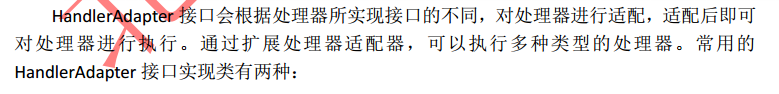 HandlerAdapter 接口会根据处理器所实现接口的不同，对处理器进行适配，适配后即可
对处理器进行执行。通过扩展处理器适配器，可以执行多种类型的处理器。常用的
HandlerAdapter 接口实现类有两种：